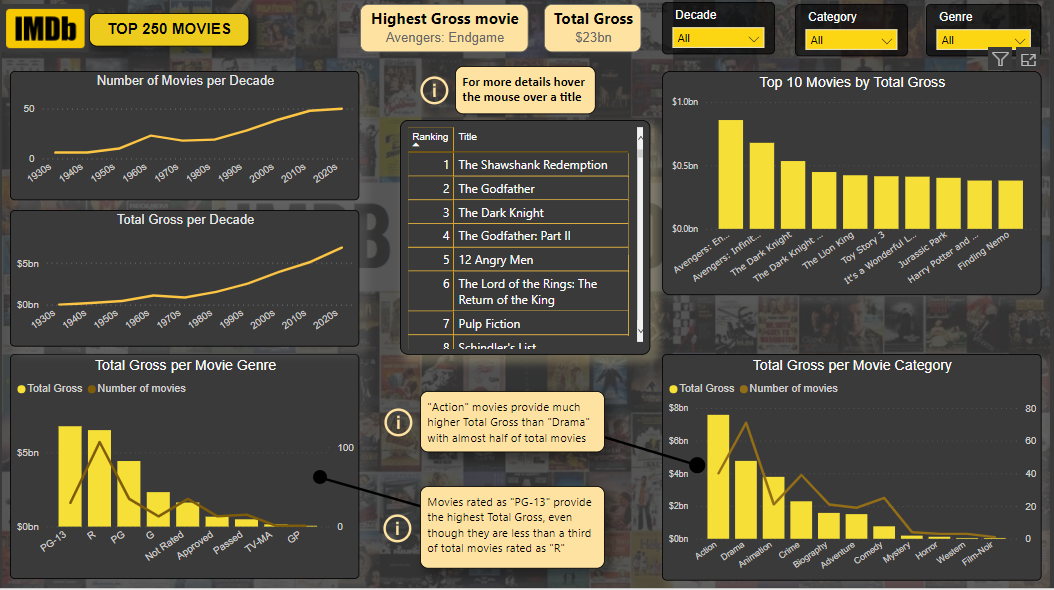 IMDb
TOP 250 MOVIES
Highest Gross movie
Avengers: Endgame
Total Gross
$23bn
Decade
All
Category
All
Genre
All
Number of Movies per Decade
50
0
1930s
1940s
1950s
1960s
1970s
1980s
1990s
2000s
2010s
2020s
Total Gross per Decade
$5bn
$0bn
1930s
1940s
1950s
1960s
1970s
1980s
1990s
2000s
2010s
2020s
i
For more details hover
the mouse over a title
Ranking Title
1 The Shawshank Redemption
2 The Godfather
3 The Dark Knight
4 The Godfather: Part II
5 12 Angry Men
6 The Lord of the Rings: The
Return of the King
7 Pulp Fiction
8 Schindler's List
Top 10 Movies by Total Gross
$1.0bn
$0.5bn
$0.0bn
Avengers: En...
Avengers: Infinit...
The Dark Knight
The Dark Knight ...
The Lion King
Toy Story 3
It's a Wonderful L...
Jurassic Park
Harry Potter and ...
Finding Nemo
Total Gross per Movie Genre
Total Gross Number of movies
$5bn
$0bn
100
0
PG-13
R
PG
G
Not Rated
Approved
Passed
TV-MA
GP
i
"Action" movies provide much
higher Total Gross than "Drama"
with almost half of total movies
i
Movies rated as "PG-13" provide
the highest Total Gross, even
though they are less than a third
of total movies rated as "R"
Total Gross per Movie Category
Total Gross Number of movies
$8bn
$6bn
$4bn
$2bn
$0bn
80
60
40
20
0
Action
Drama
Animation
Crime
Biography
Adventure
Comedy
Mystery
Horror
Western
Film-Noir